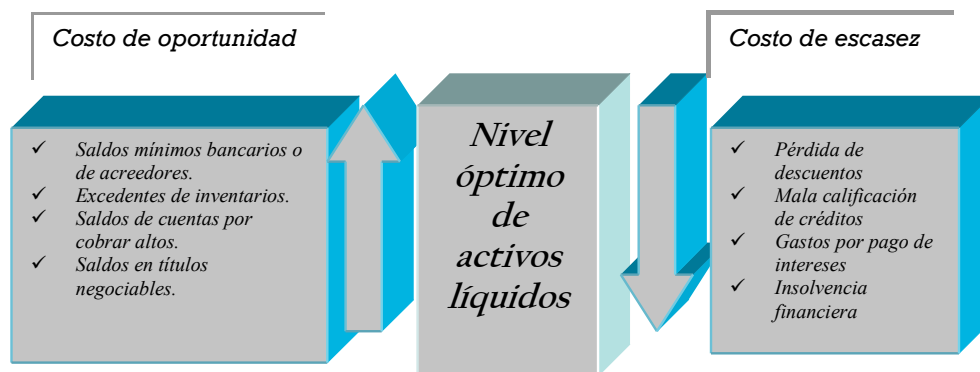 Costo de oportunidad
✓ Saldos mínimos bancarios o
de acreedores.
✓ Excedentes de inventarios.
✓ Saldos de cuentas por
cobrar altos.
✓ Saldos en títulos
negociables.
Nivel
óptimo
de
activos
líquidos
Costo de escasez
✓ Pérdida de
descuentos
✓ Mala calificación
de créditos
✓ Gastos por pago de
intereses
✓ Insolvencia
financiera